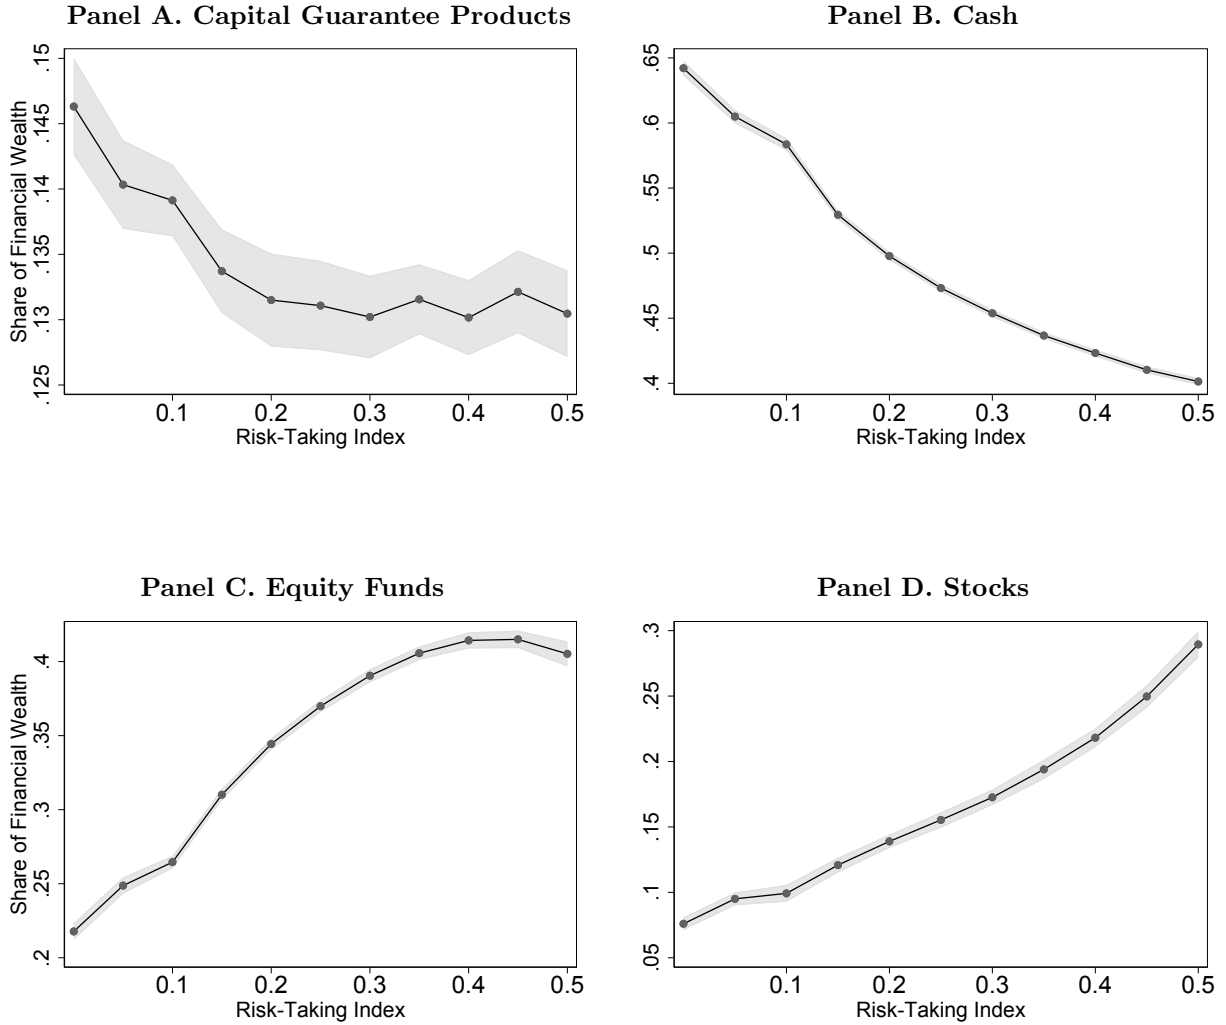 Panel A. Capital Guarantee Products
Share of Financial Wealth
.15
.145
.14
.135
.13
.125
0.1 0.2 0.3 0.4 0.5
Risk-Taking Index
Panel B. Cash
.65
.6
.55
.5
.45
.4
0.1 0.2 0.3 0.4 0.5
Risk-Taking Index
Panel C. Equity Funds
Share of Financial Wealth
.4
.35
.3
.25
.2
0.1 0.2 0.3 0.4 0.5
Risk-Taking Index
Panel D. Stocks
.3
.25
.2
.15
.1
.05
0.1 0.2 0.3 0.4 0.5
Risk-Taking Index